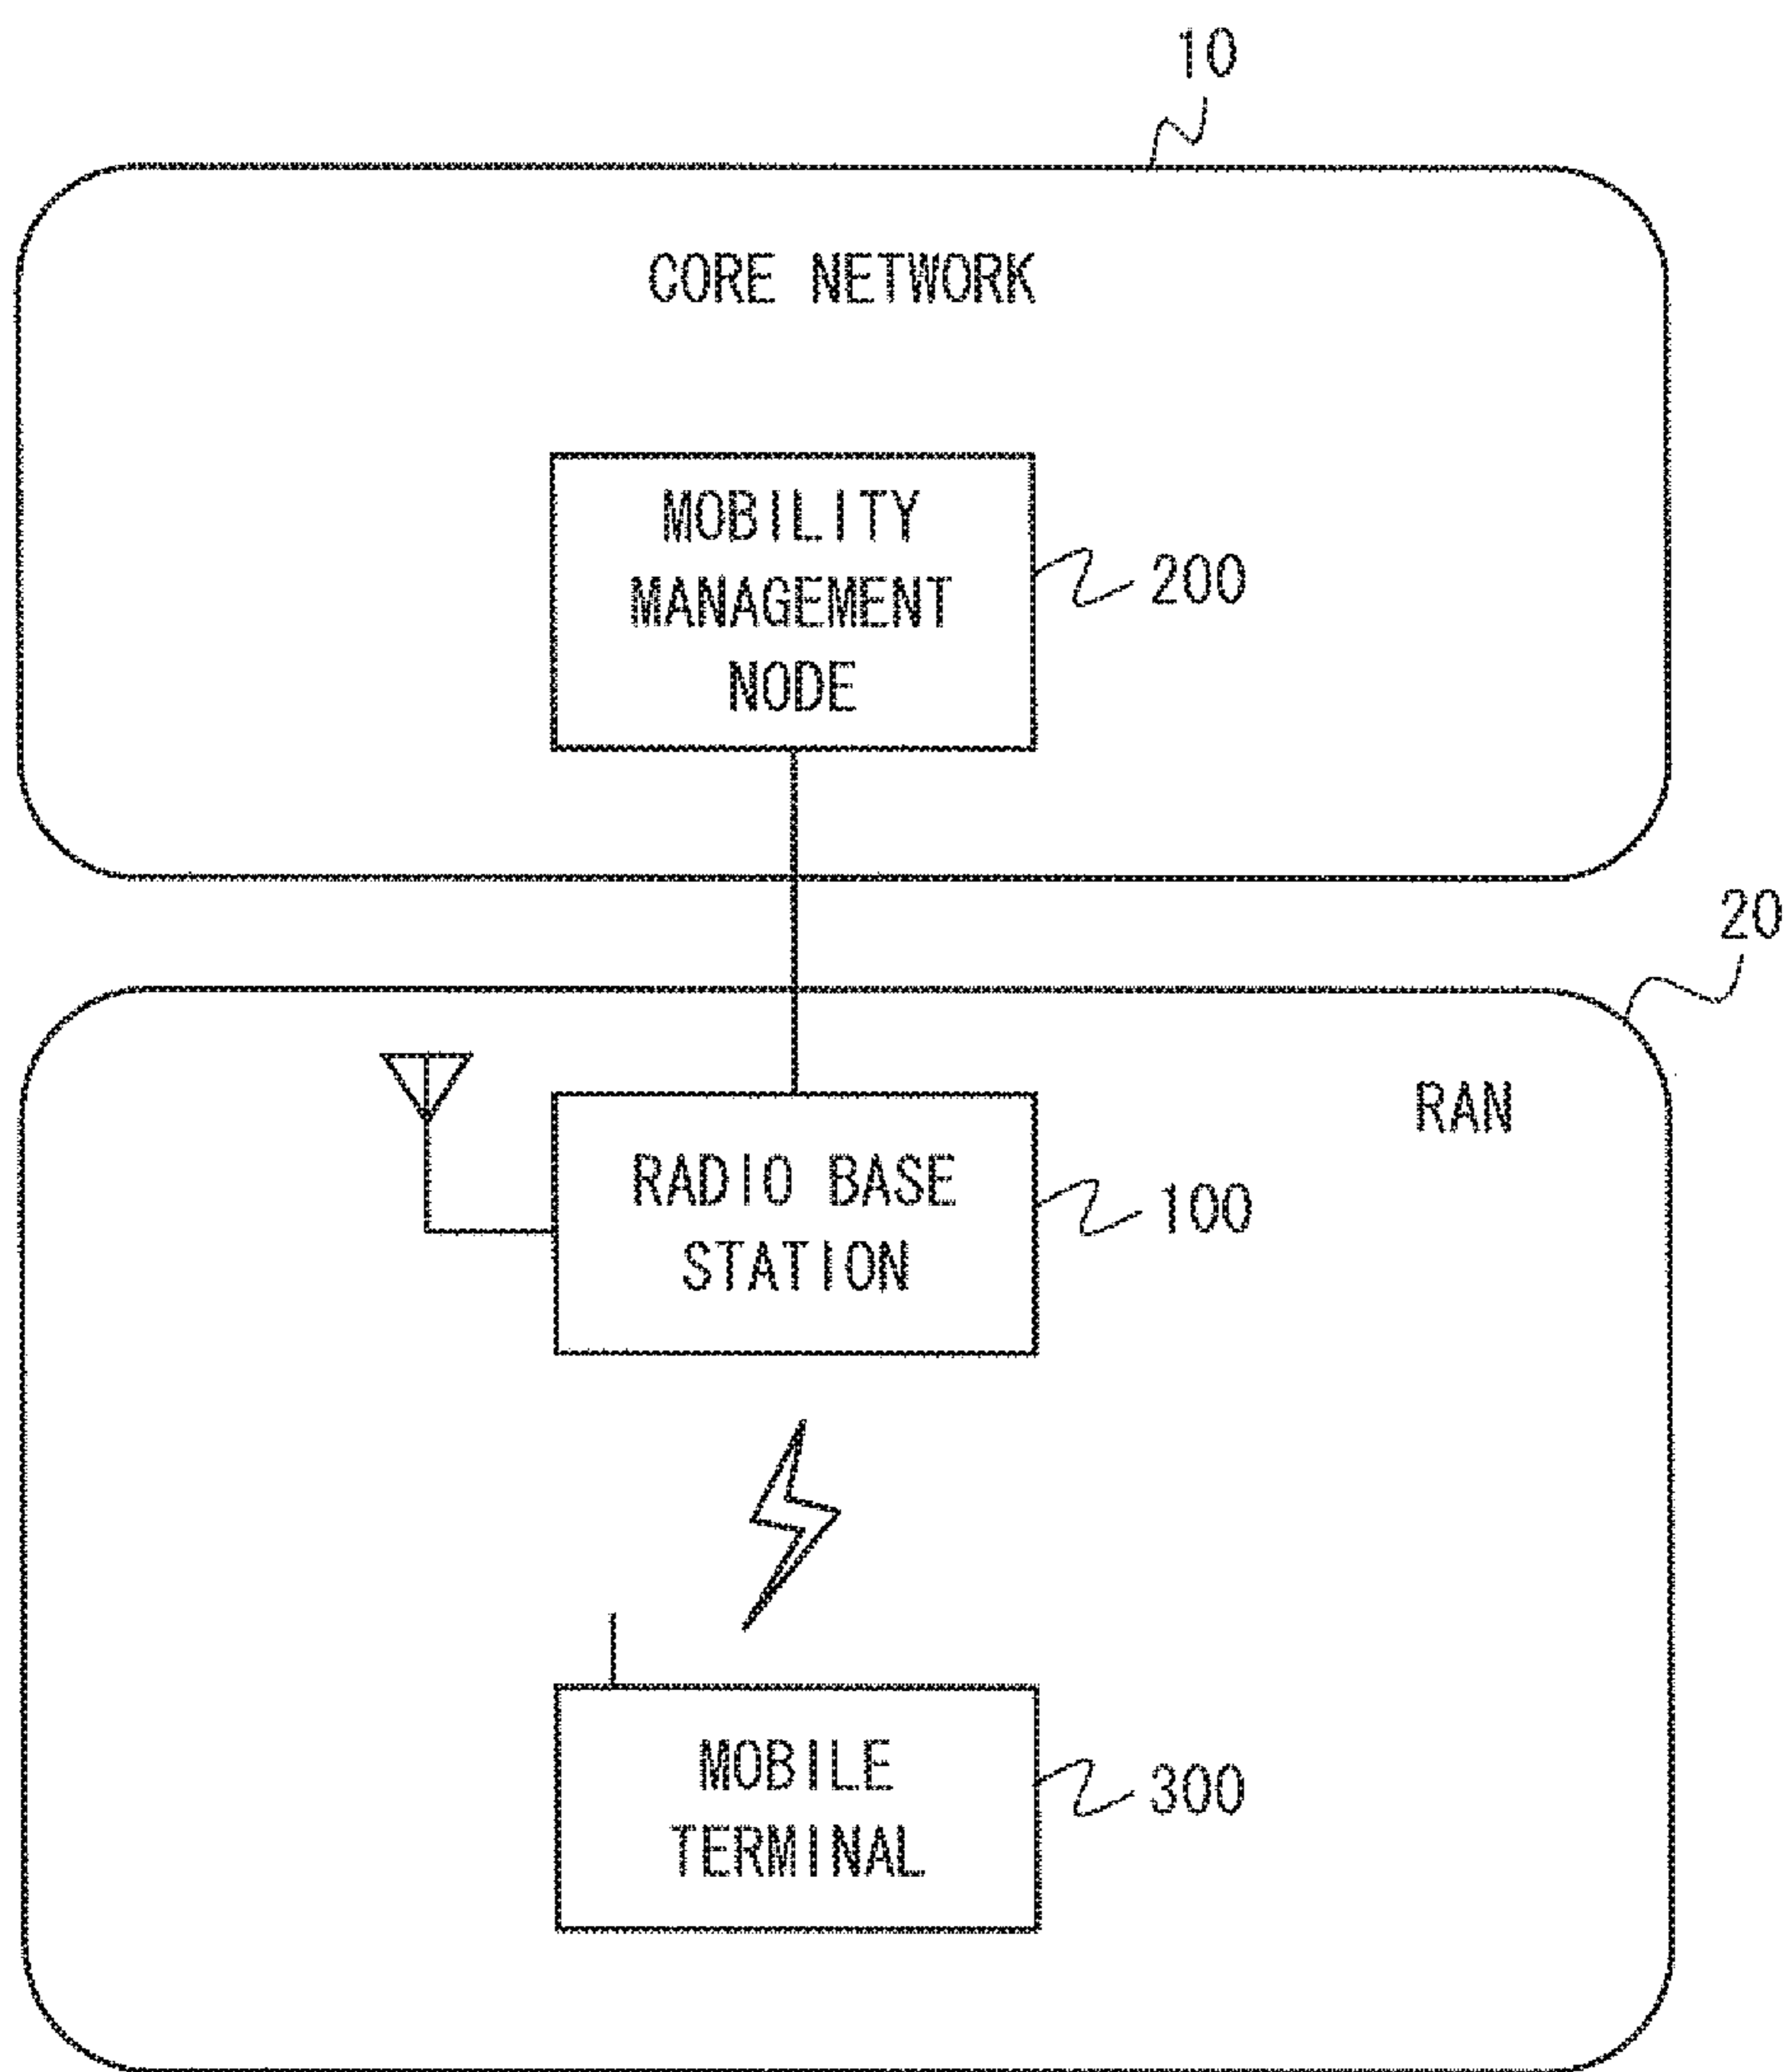 10
CORE NETWORK
MOBILITY
MANAGEMENT
NODE
200
20
RAN
RADIO BASE
STATION
100
MOBILE
TERMINAL
300